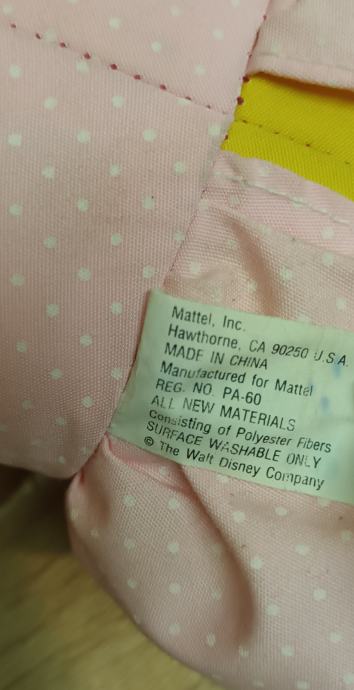 Mattel, Inc.
Hawthorne, CA 90250 U.S.A.
MADE IN CHINA
Manufactured for Mattel
REG. NO. PA-60
ALL NEW MATERIALS
Consisting of Polyester Fibers
SURFACE WASHABLE ONLY
© The Walt Disney Company